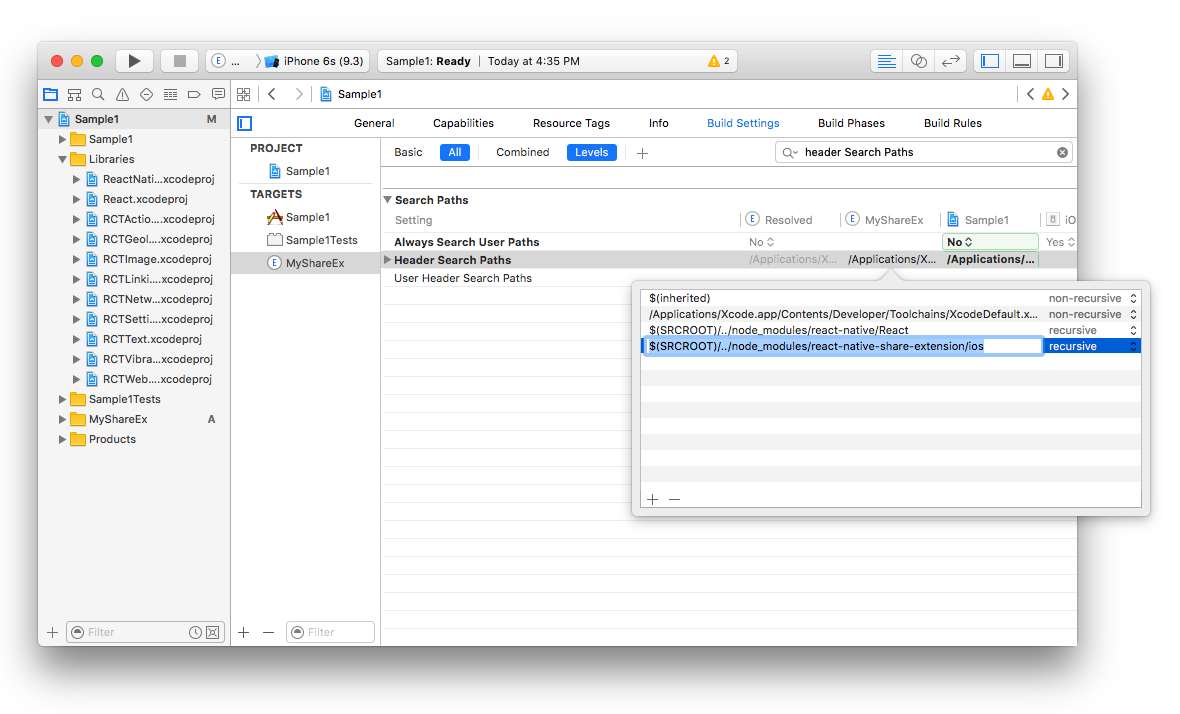 E ... iPhone 6s (9.3) Sample1: Ready Today at 4:35 PM 2
Sample1
Sample1 M
Sample1
Libraries
ReactNati...xcodeproj
React.xcodeproj
RCTActio....xcodeproj
RCTGeol....xcodeproj
RCTImage.xcodeproj
RCTLinki....xcodeproj
RCTNetw....xcodeproj
RCTSetti....xcodeproj
RCTText.xcodeproj
RCTVibra....xcodeproj
RCTWeb....xcodeproj
Sample1Tests
MyShareEx A
Products
Filter
General Capabilities Resource Tags Info Build Settings Build Phases Build Rules
PROJECT
Sample1
TARGETS
Sample1
Sample1Tests
E MyShareEx
Filter
Basic All Combined Levels header Search Paths
Search Paths
Setting E Resolved E MyShareEx Sample1 iO
Always Search User Paths No No Yes
Header Search Paths /Applications/X... /Applications/X... /Applications/...
User Header Search Paths
$(inherited) non-recursive
/Applications/Xcode.app/Contents/Developer/Toolchains/XcodeDefault.x... non-recursive
$(SRCROOT)/../node_modules/react-native/React recursive
$(SRCROOT)/../node_modules/react-native-share-extension/ios recursive